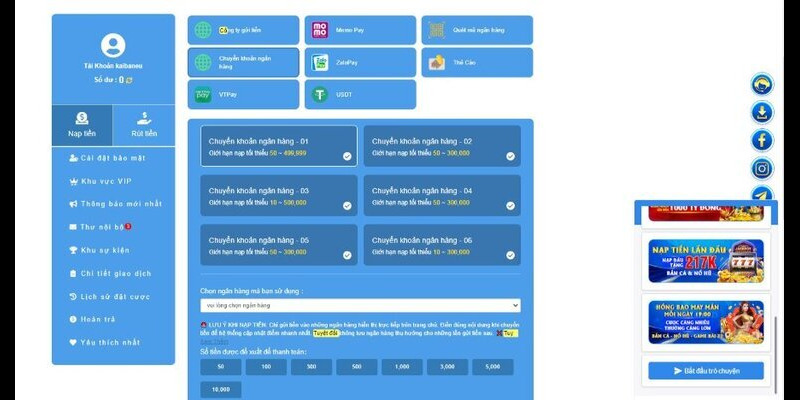 Tài Khoản kaibaneu
Số dư : 0
Nạp tiền
Rút tiền
Cài đặt bảo mật
Khu vực VIP
Thông báo mới nhất
Thư nội bộ
Khu sự kiện
Chi tiết giao dịch
Lịch sử đặt cược
Hoàn trả
Yêu thích nhất
Công ty gửi tiền
Momo Pay
Quét mã ngân hàng
Chuyển khoản ngân
hàng
ZaloPay
Thẻ Cào
VTPay
USDT
Chuyển khoản ngân hàng - 01
Giới hạn nạp tối thiểu 50 ~ 499,999
Chuyển khoản ngân hàng - 02
Giới hạn nạp tối thiểu 50 ~ 300,000
Chuyển khoản ngân hàng - 03
Giới hạn nạp tối thiểu 10 ~ 500,000
Chuyển khoản ngân hàng - 04
Giới hạn nạp tối thiểu 50 ~ 300,000
Chuyển khoản ngân hàng - 05
Giới hạn nạp tối thiểu 50 ~ 300,000
Chuyển khoản ngân hàng - 06
Giới hạn nạp tối thiểu 10 ~ 300,000
Chọn ngân hàng mà bạn sử dụng :
vui lòng chọn ngân hàng
LƯU Ý KHI NẠP TIỀN: Chỉ gửi tiền vào những ngân hàng hiển thị trực tiếp trên trang chủ. Điền đúng nội dung khi chuyển
tiền để hệ thống cập nhật điểm nhanh nhất. Tuyệt đối không lưu ngân hàng thụ hưởng cho những lần gửi tiền sau. Tuy
Số tiền được đề xuất để thanh toán:
50
100
300
500
1,000
3,000
5,000
10,000
1000 TỶ ĐỒNG
NẠP TIỀN LẦN ĐẦU
NẠP ĐẦU
TẶNG 217K
BẮN CÁ & NỔ HŨ
777
HỒNG BAO MAY MẮN
MỖI NGÀY 19:00
CƯỢC CÀNG NHIỀU
THƯỞNG CÀNG LỚN
BẮN CÁ - NỔ HŨ - GAME BÀI
Bắt đầu trò chuyện